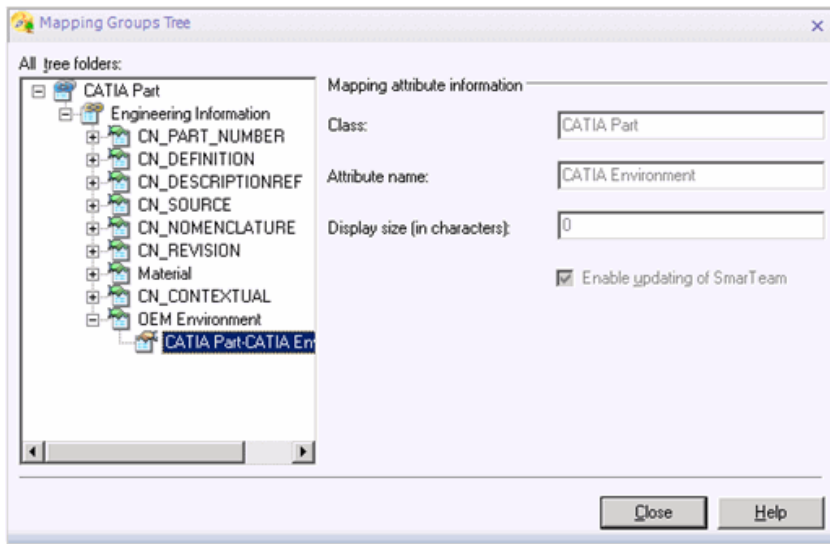 Mapping Groups Tree
All tree folders:
CATIA Part
Engineering Information
CN_PART_NUMBER
CN_DEFINITION
CN_DESCRIPTIONREF
CN_SOURCE
CN_NOMENCLATURE
CN_REVISION
Material
CN_CONTEXTUAL
OEM Environment
CATIA Part-CATIA En
Mapping attribute information
Class:
CATIA Part
Attribute name:
CATIA Environment
Display size (in characters):
0
Enable updating of SmarTeam
Close
Help